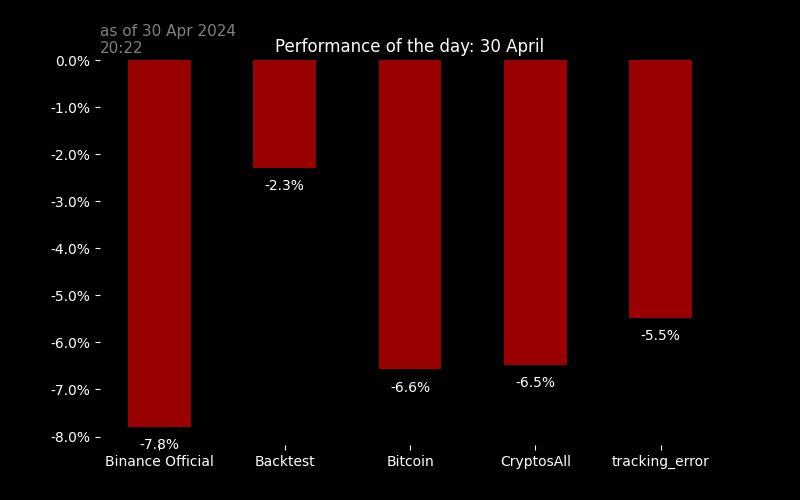 as of 30 Apr 2024
20:22
Performance of the day: 30 April
0.0%
-1.0%
-2.0%
-3.0%
-4.0%
-5.0%
-6.0%
-7.0%
-8.0%
-7.8%
-2.3%
-6.6%
-6.5%
-5.5%
Binance Official
Backtest
Bitcoin
CryptosAll
tracking_error